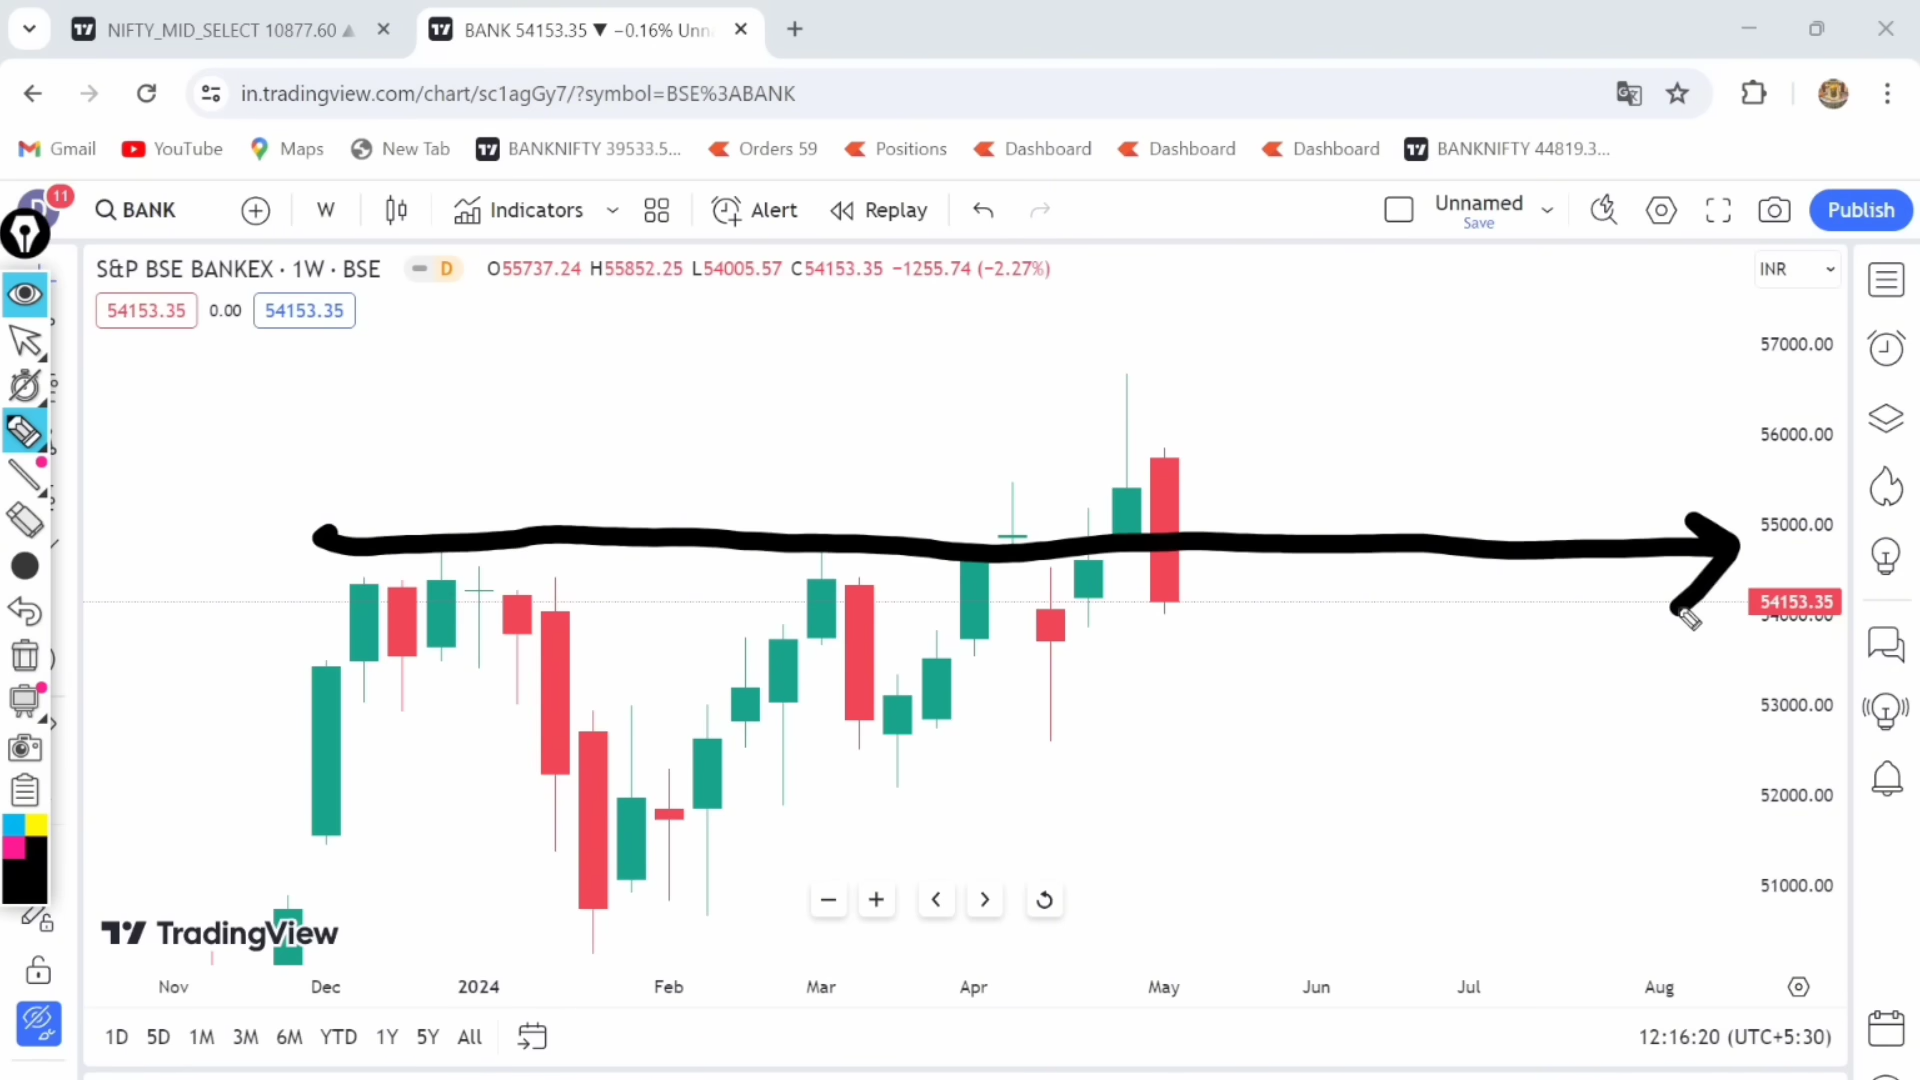 NIFTY_MID_SELECT 10877.60
BANK 54153.35 ▼ −0.16% Unn
in.tradingview.com/chart/sc1agGy7/?symbol=BSE%3ABANK
Gmail
YouTube
Maps
New Tab
BANKNIFTY 39533.5...
Orders 59
Positions
Dashboard
Dashboard
Dashboard
BANKNIFTY 44819.3...
11
BANK
W
Indicators
Alert
Replay
Unnamed
Save
Publish
S&P BSE BANKEX · 1W · BSE
D
O55737.24 H55852.25 L54005.57 C54153.35 −1255.74 (−2.27%)
INR
54153.35
0.00
54153.35
57000.00
56000.00
55000.00
54153.35
54000.00
53000.00
52000.00
51000.00
TradingView
Nov
Dec
2024
Feb
Mar
Apr
May
Jun
Jul
Aug
1D
5D
1M
3M
6M
YTD
1Y
5Y
All
12:16:20 (UTC+5:30)